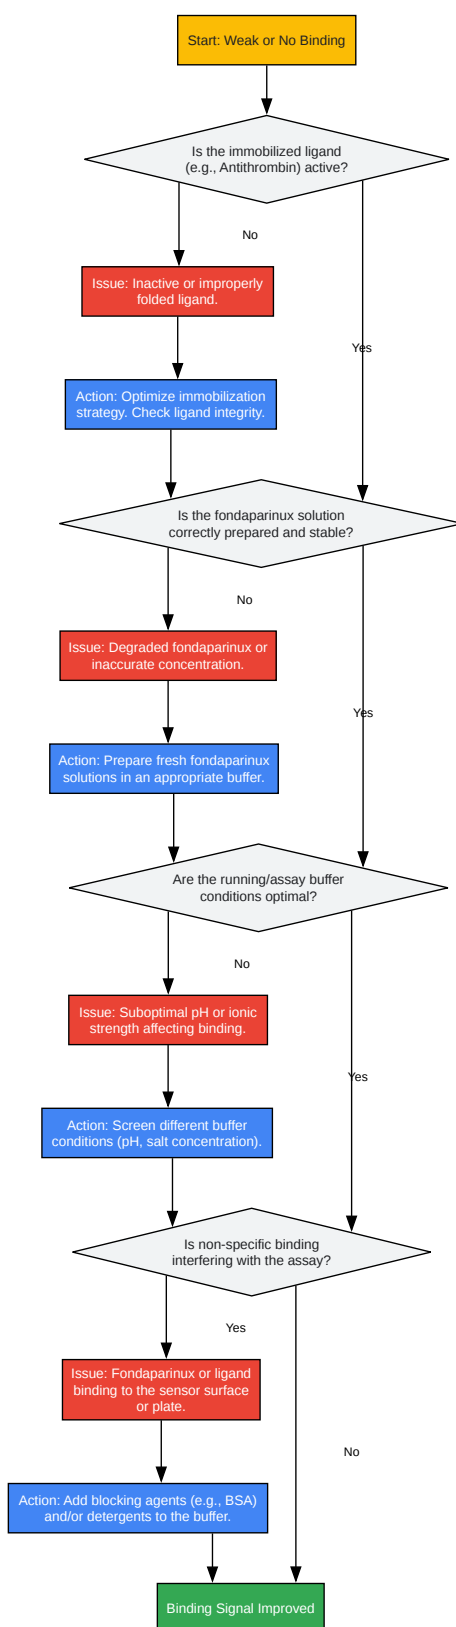 Start: Weak or No Binding
Is the immobilized ligand
(e.g., Antithrombin) active?
No
Issue: Inactive or improperly
folded ligand.
Yes
Action: Optimize immobilization
strategy. Check ligand integrity.
Is the fondaparinux solution
correctly prepared and stable?
No
Issue: Degraded fondaparinux or
inaccurate concentration.
Yes
Action: Prepare fresh fondaparinux
solutions in an appropriate buffer.
Are the running/assay buffer
conditions optimal?
No
Issue: Suboptimal pH or ionic
strength affecting binding.
Yes
Action: Screen different buffer
conditions (pH, salt concentration).
Is non-specific binding
interfering with the assay?
Yes
Issue: Fondaparinux or ligand
binding to the sensor surface
or plate.
No
Action: Add blocking agents (e.g., BSA)
and/or detergents to the buffer.
Binding Signal Improved